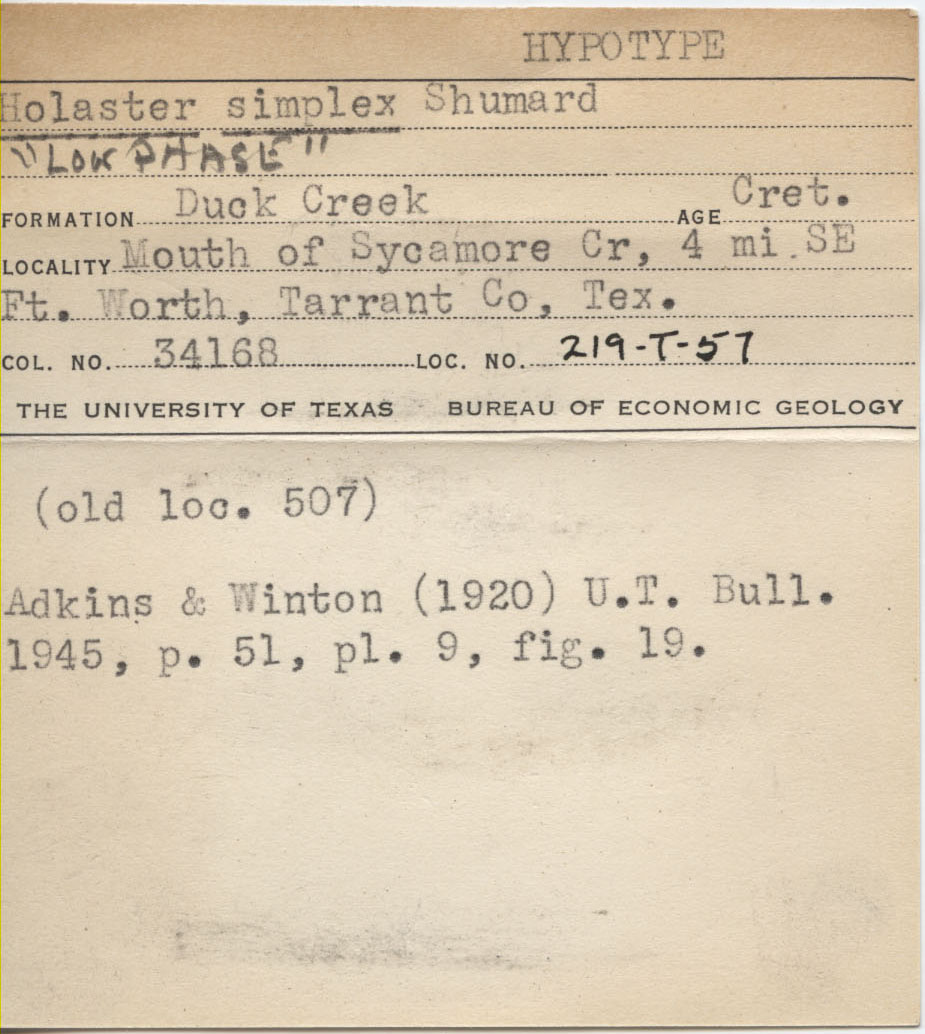 HYPOTYPE
Holaster simplex Shumard
"LOW PHASE"
FORMATION Duck Creek AGE Cret.
LOCALITY Mouth of Sycamore Cr, 4 mi. SE
Ft. Worth, Tarrant Co, Tex.
COL. NO. 34168 LOC. NO. 219-T-57
THE UNIVERSITY OF TEXAS BUREAU OF ECONOMIC GEOLOGY
(old loc. 507)
Adkins & Winton (1920) U.T. Bull.
1945, p. 51, pl. 9, fig. 19.